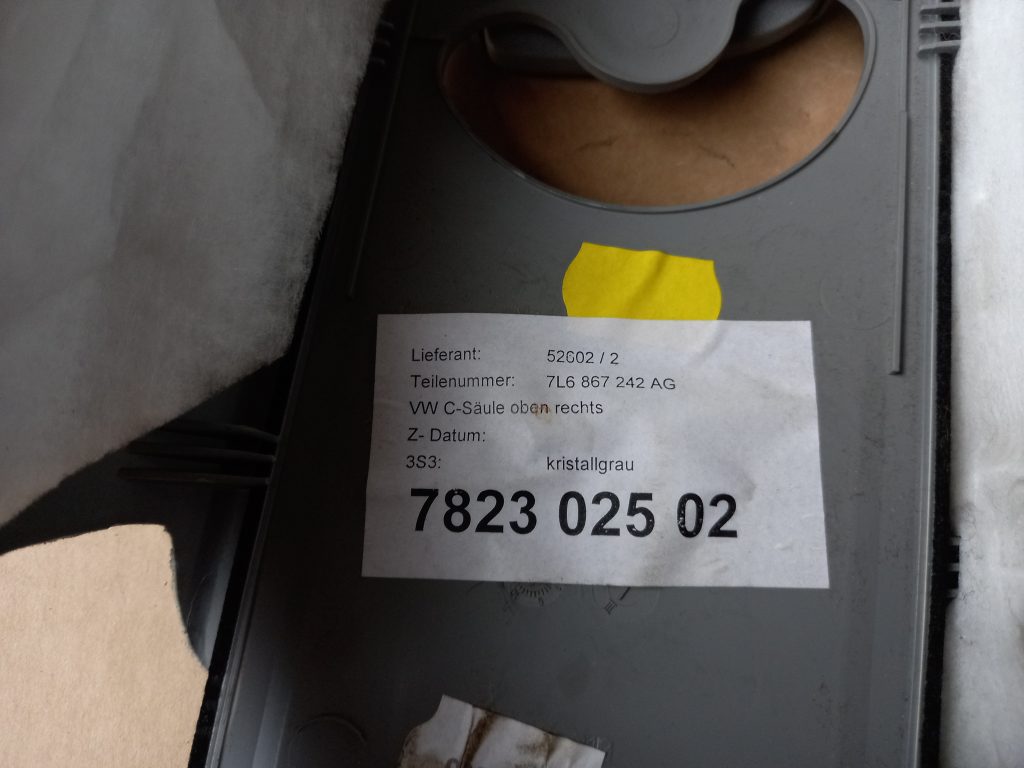 Lieferant: 52602 / 2
Teilenummer: 7L6 867 242 AG
VW C-Säule oben rechts
Z- Datum:
3S3: kristallgrau
7823 025 02